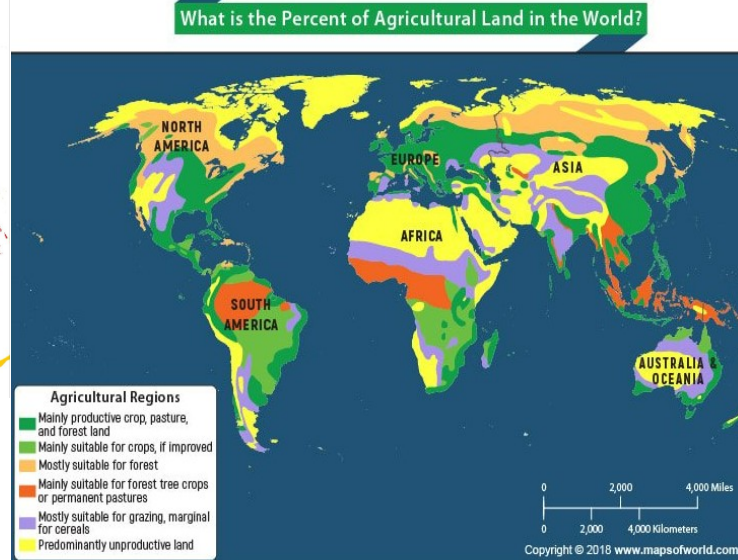 What is the Percent of Agricultural Land in the World?
NORTH
AMERICA
EUROPE
ASIA
AFRICA
SOUTH
AMERICA
AUSTRALIA &
OCEANIA
Agricultural Regions
Mainly productive crop, pasture,
and forest land
Mainly suitable for crops, if improved
Mostly suitable for forest
Mainly suitable for forest tree crops
or permanent pastures
Mostly suitable for grazing, marginal
for cereals
Predominantly unproductive land
0 2,000 4,000 Miles
0 2,000 4,000 Kilometers
Copyright © 2018 www.mapsofworld.com